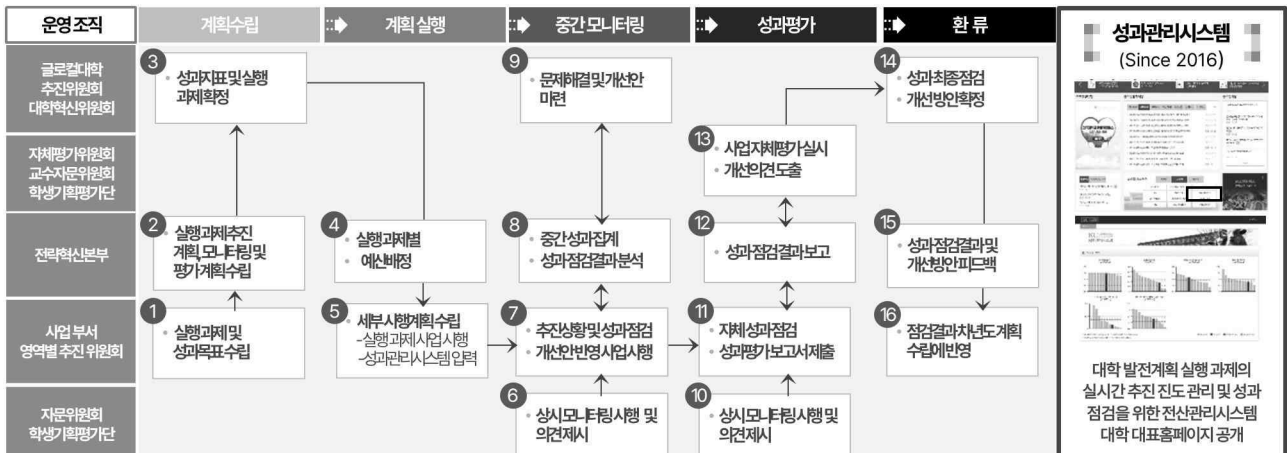 운영 조직
계획수립
계획 실행
중간 모니터링
성과평가
환 류
글로컬대학
추진위원회
대학혁신위원회
자체평가위원회
교수자문위원회
학생기획평가단
전략혁신본부
사업 부서
영역별 추진 위원회
자문위원회
학생기획평가단
3
• 성과지표 및 실행
과제 확정
2
• 실행 과제 추진
계획, 모니터링 및
평가 계획 수립
1
• 실행 과제 및
성과목표 수립
4
• 실행 과제별
예산배정
5
• 세부 시행계획 수립
-실행 과제 사업 시행
-성과관리시스템 입력
9
• 문제해결 및 개선안
마련
8
• 중간 성과 집계
• 성과 점검결과 분석
7
• 추진상황 및 성과점검
• 개선안 반영 사업 시행
6
• 상시 모니터링 시행 및
의견 제시
13
• 사업 자체평가 실시
• 개선의견 도출
12
• 성과 점검결과 보고
11
• 자체 성과 점검
• 성과평가 보고서 제출
10
• 상시 모니터링 시행 및
의견 제시
14
• 성과 최종 점검
• 개선 방안 확정
15
• 성과 점검결과 및
개선방안 피드백
16
• 점검결과 차년도 계획
수립에 반영
성과관리시스템
(Since 2016)
대학 발전계획 실행 과제의
실시간 추진 진도 관리 및 성과
점검을 위한 전산관리시스템
대학 대표홈페이지 공개